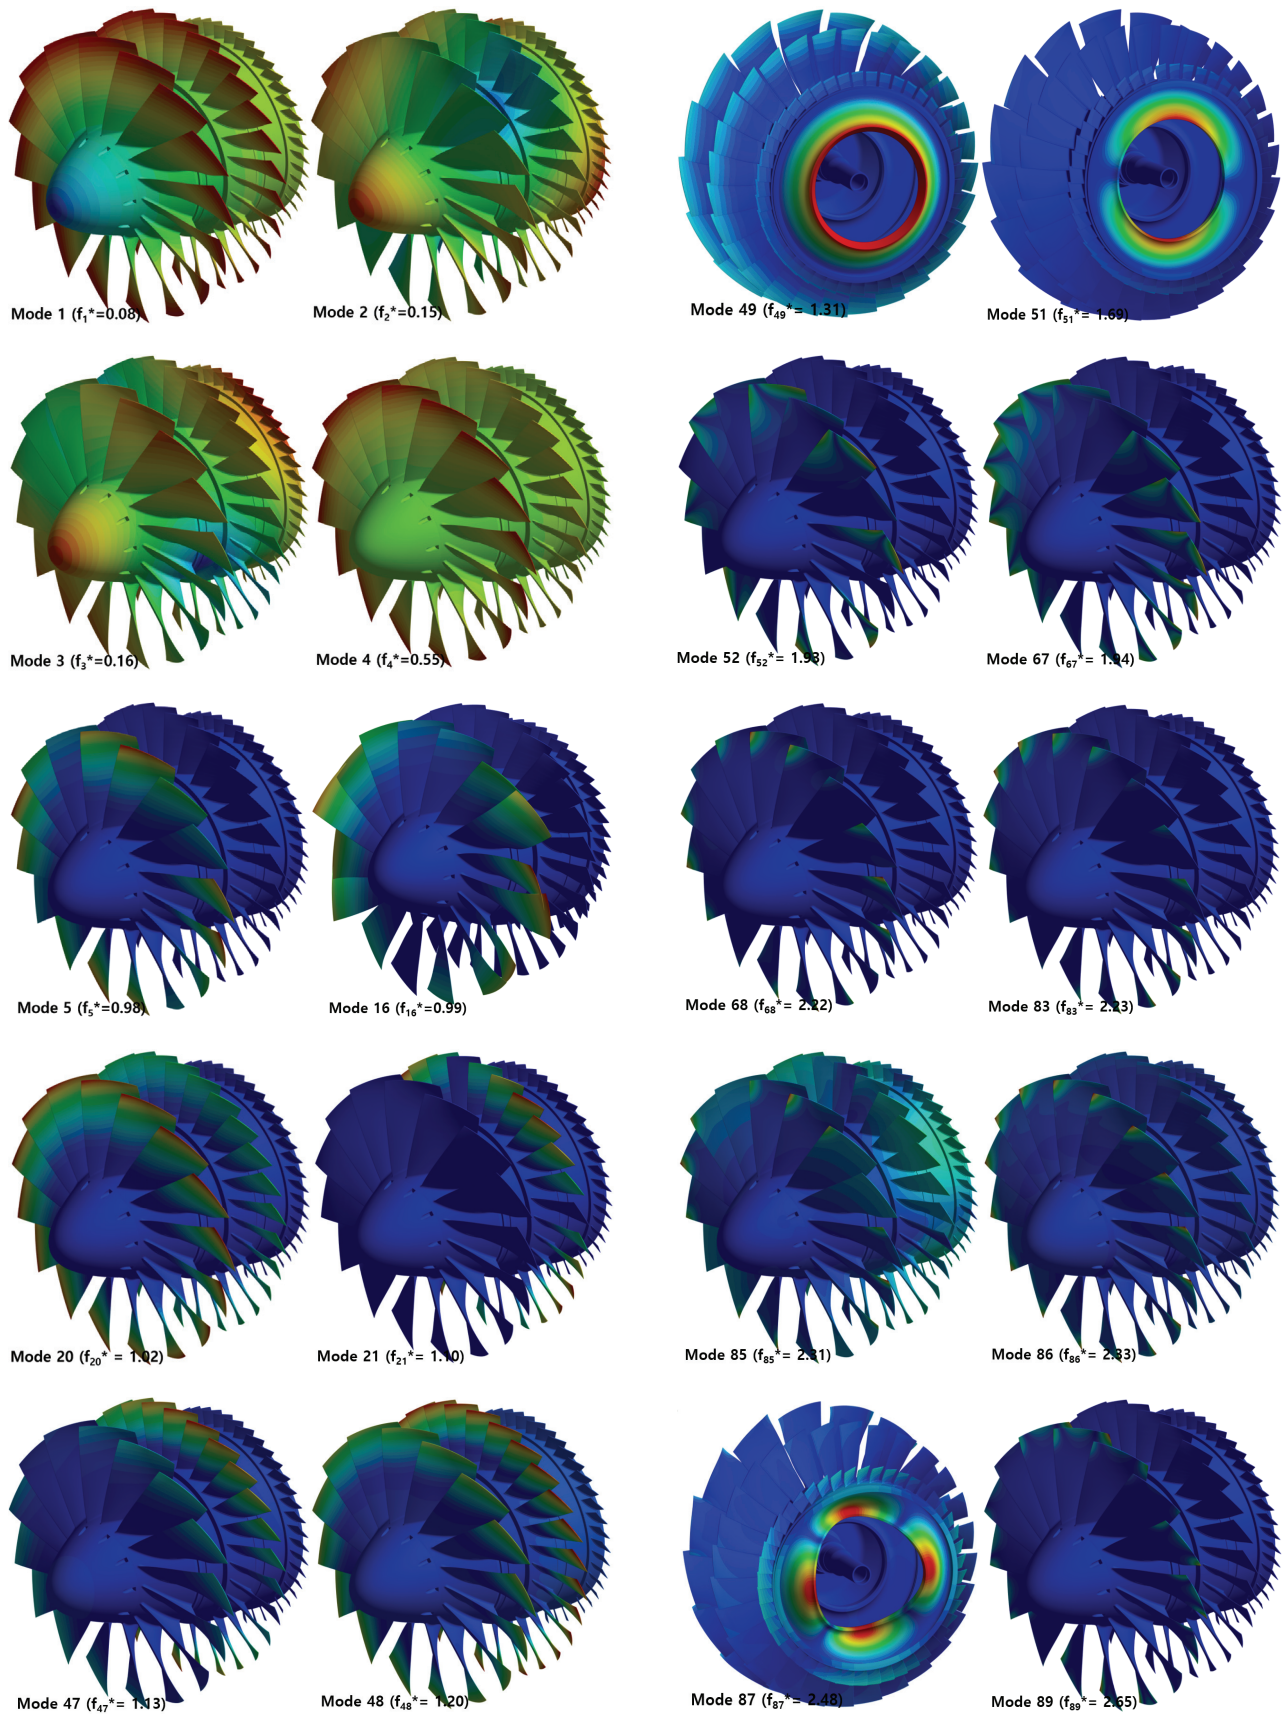 Mode 1 (f1*=0.08)
Mode 2 (f2*=0.15)
Mode 49 (f49*= 1.31)
Mode 51 (f51*= 1.69)
Mode 3 (f3*=0.16)
Mode 4 (f4*=0.55)
Mode 52 (f52*= 1.93)
Mode 67 (f67*= 1.94)
Mode 5 (f5*=0.98)
Mode 16 (f16*=0.99)
Mode 68 (f68*= 2.22)
Mode 83 (f83*= 2.23)
Mode 20 (f20* = 1.02)
Mode 21 (f21*= 1.10)
Mode 85 (f85*= 2.31)
Mode 86 (f86*= 2.33)
Mode 47 (f47*= 1.13)
Mode 48 (f48*= 1.20)
Mode 87 (f87*= 2.48)
Mode 89 (f89*= 2.65)